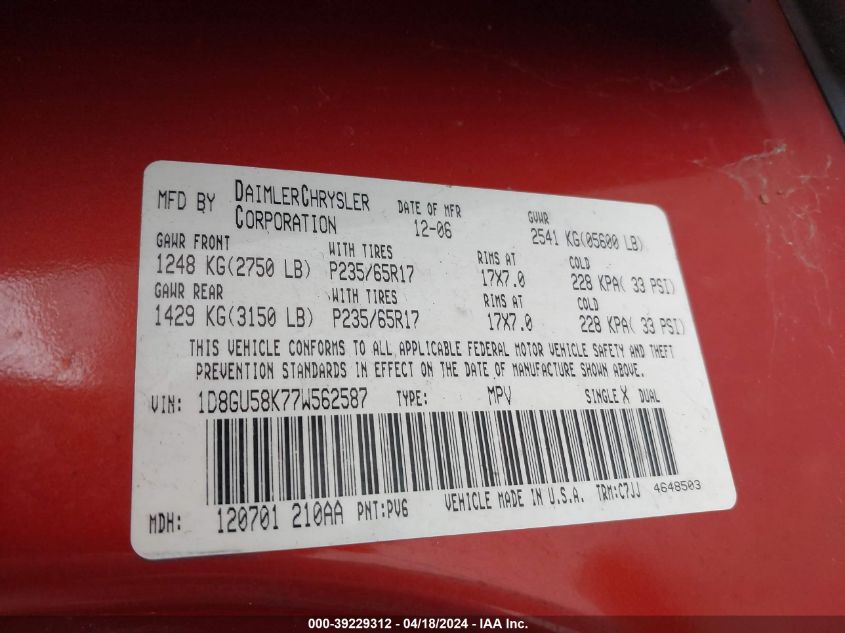 MFD BY DAIMLERCHRYSLER CORPORATION
DATE OF MFR 12-06
GVWR 2541 KG(05600 LB)
GAWR FRONT WITH TIRES RIMS AT COLD
1248 KG(2750 LB) P235/65R17 17X7.0 228 KPA( 33 PSI)
GAWR REAR WITH TIRES RIMS AT COLD
1429 KG(3150 LB) P235/65R17 17X7.0 228 KPA( 33 PSI)
THIS VEHICLE CONFORMS TO ALL APPLICABLE FEDERAL MOTOR VEHICLE SAFETY AND THEFT
PREVENTION STANDARDS IN EFFECT ON THE DATE OF MANUFACTURE SHOWN ABOVE.
VIN: 1D8GU58K77W562587 TYPE: MPV SINGLE X DUAL
MDH: 120701 210AA PNT:PV6 VEHICLE MADE IN U.S.A. TRM:C7JJ 4648503
000-39229312 - 04/18/2024 - IAA Inc.